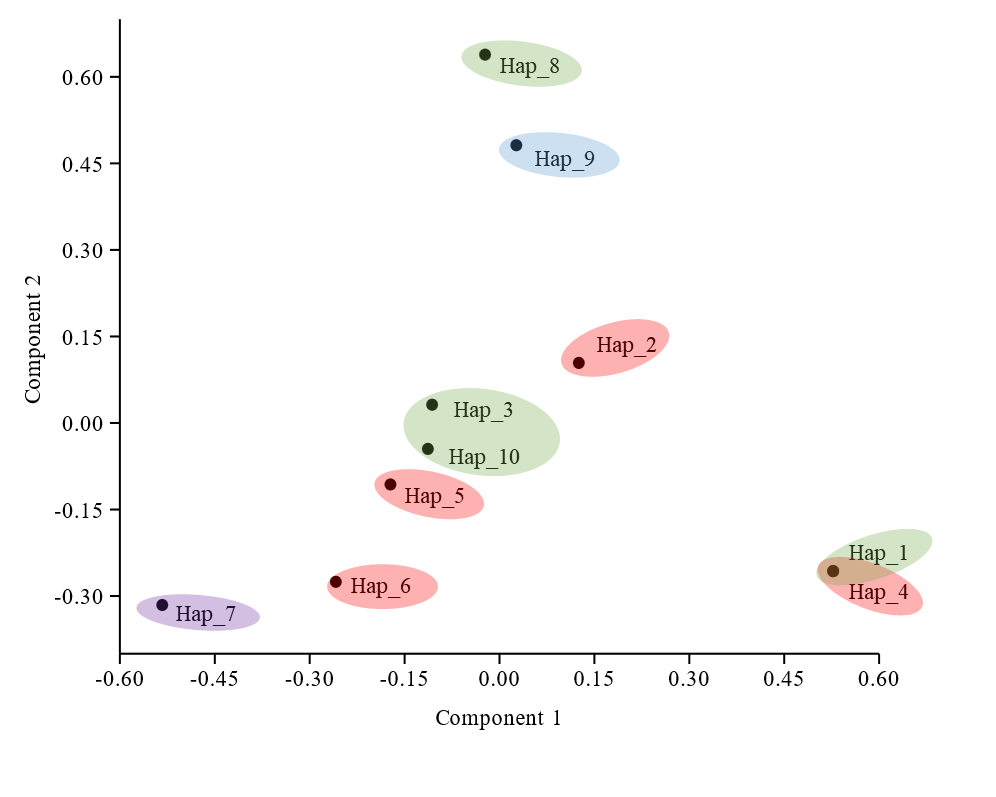 Hap_8
0.60
Hap_9
0.45
0.30
Component 2
0.15
Hap_2
Hap_3
0.00
Hap_10
Hap_5
-0.15
Hap_1
Hap_6
Hap_4
-0.30
Hap_7
-0.60 -0.45 -0.30 -0.15 0.00 0.15 0.30 0.45 0.60
Component 1